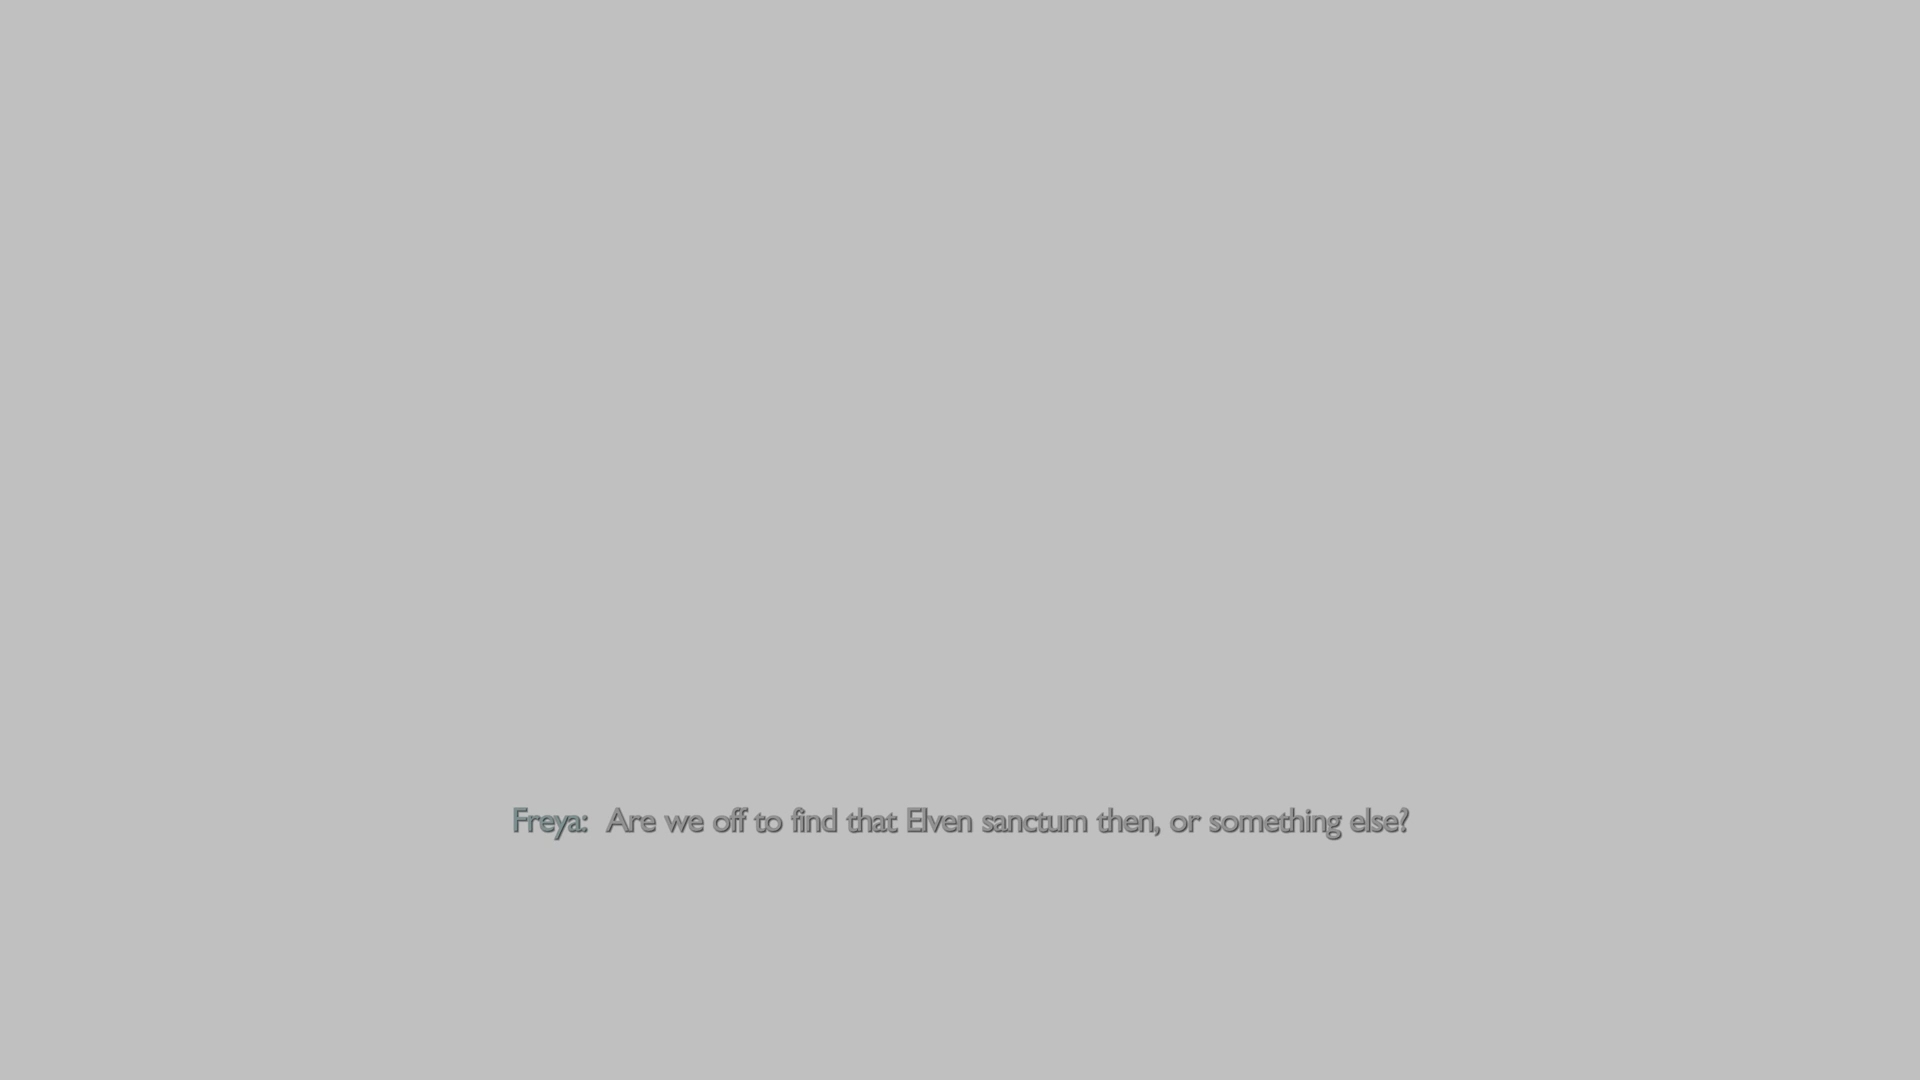 Freya: Are we off to find that Elven sanctum then, or something else?